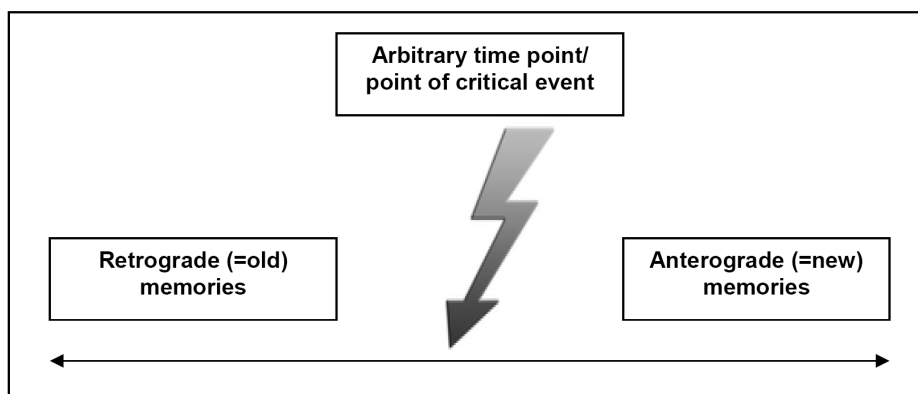 Arbitrary time point/
point of critical event
Retrograde (=old)
memories
Anterograde (=new)
memories